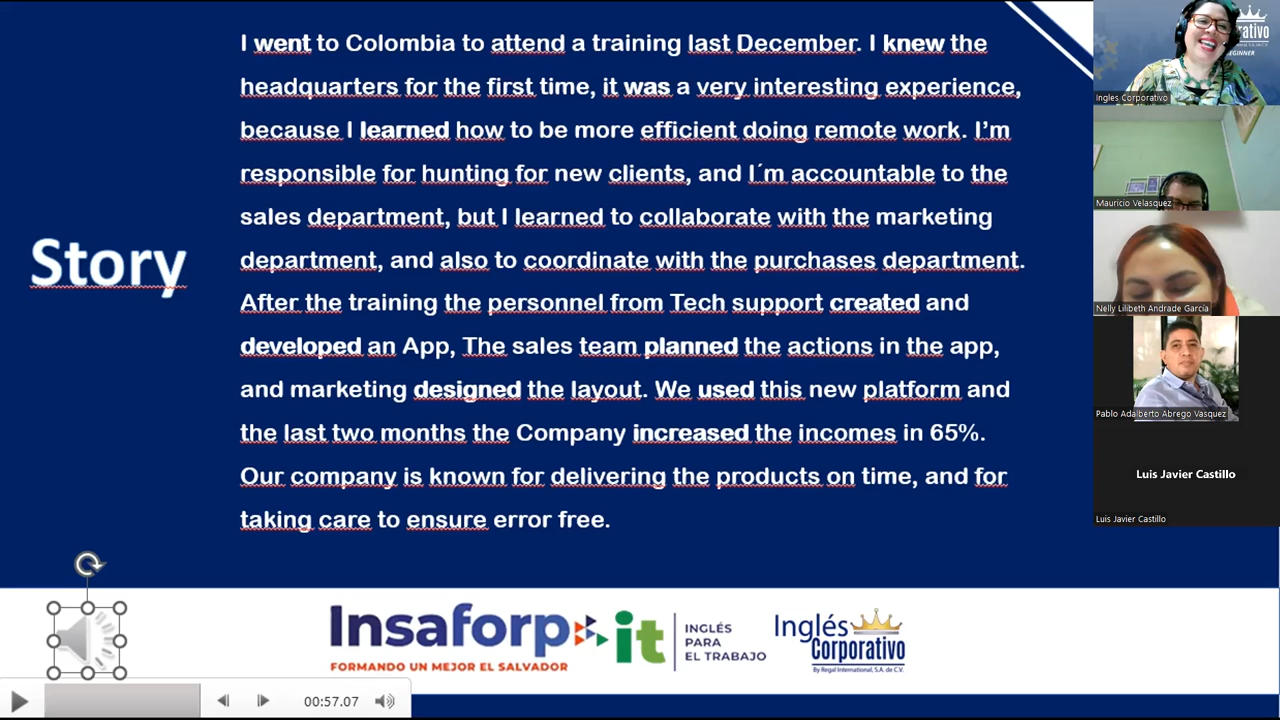 Story
I went to Colombia to attend a training last December. I knew the
headquarters for the first time, it was a very interesting experience,
because I learned how to be more efficient doing remote work. I’m
responsible for hunting for new clients, and I´m accountable to the
sales department, but I learned to collaborate with the marketing
department, and also to coordinate with the purchases department.
After the training the personnel from Tech support created and
developed an App, The sales team planned the actions in the app,
and marketing designed the layout. We used this new platform and
the last two months the Company increased the incomes in 65%.
Our company is known for delivering the products on time, and for
taking care to ensure error free.
Insaforp
FORMANDO UN MEJOR EL SALVADOR
it
INGLÉS
PARA
EL TRABAJO
Inglés
Corporativo
By Regal International, S.A. de C.V.
00:57.07
Ingles Corporativo
Mauricio Velasquez
Nelly Lilibeth Andrade García
Pablo Adalberto Abrego Vasquez
Luis Javier Castillo
Luis Javier Castillo